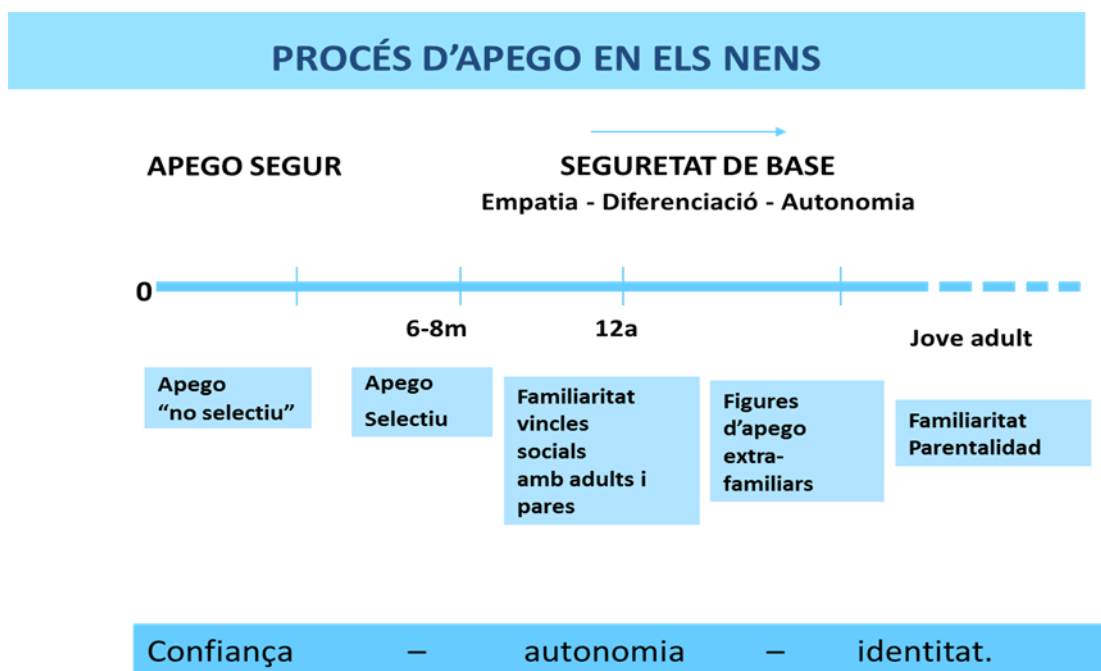 PROCÉS D'APEGO EN ELS NENS
APEGO SEGUR
SEGURETAT DE BASE
Empatia - Diferenciació - Autonomia
0
6-8m
12a
Jove adult
Apego
“no selectiu”
Apego
Selectiu
Familiaritat
vincles
socials
amb adults i
pares
Figures
d'apego
extra-
familiars
Familiaritat
Parentalidad
Confiança – autonomia – identitat.